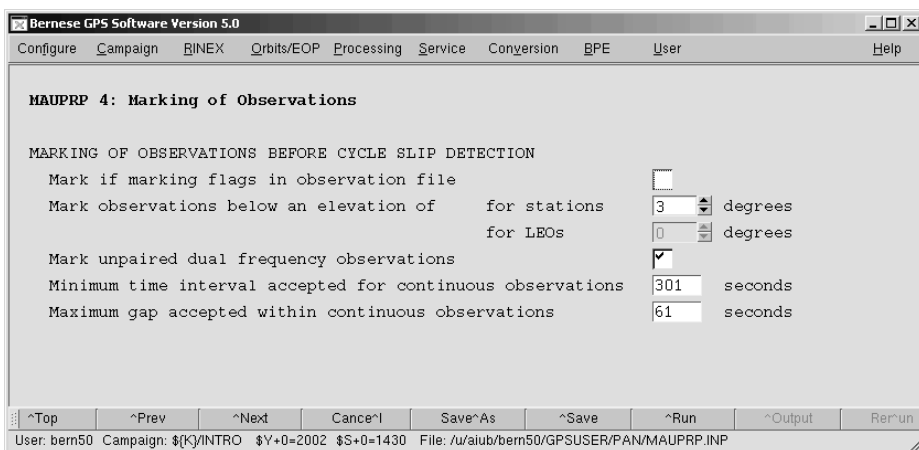 Bernese GPS Software Version 5.0
Configure Campaign RINEX Orbits/EOP Processing Service Conversion BPE User Help
MAUPRP 4: Marking of Observations
MARKING OF OBSERVATIONS BEFORE CYCLE SLIP DETECTION
Mark if marking flags in observation file
Mark observations below an elevation of for stations 3 degrees
for LEOs 0 degrees
Mark unpaired dual frequency observations
Minimum time interval accepted for continuous observations 301 seconds
Maximum gap accepted within continuous observations 61 seconds
^Top ^Prev ^Next Cance^l Save^As ^Save ^Run ^Output Rer^un
User: bern50 Campaign: ${K}/INTRO $Y+0=2002 $S+0=1430 File: /u/aiub/bern50/GPSUSER/PAN/MAUPRP.INP